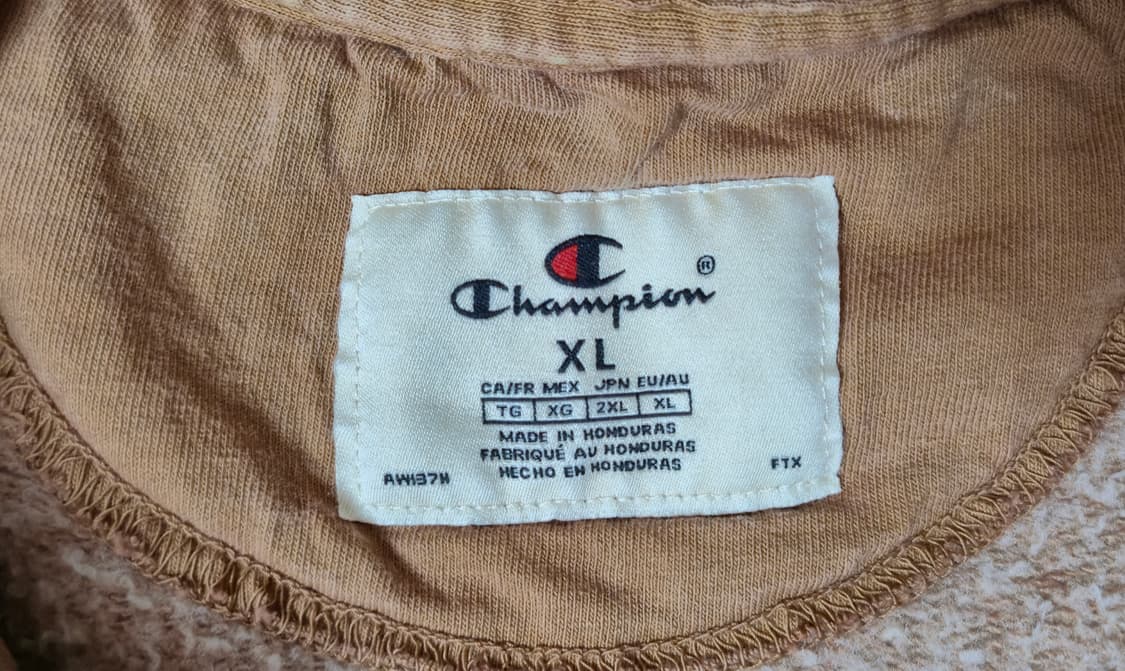 Champion®
XL
CA/FR MEX JPN EU/AU
TG XG 2XL XL
MADE IN HONDURAS
FABRIQUÉ AU HONDURAS
HECHO EN HONDURAS
FTX